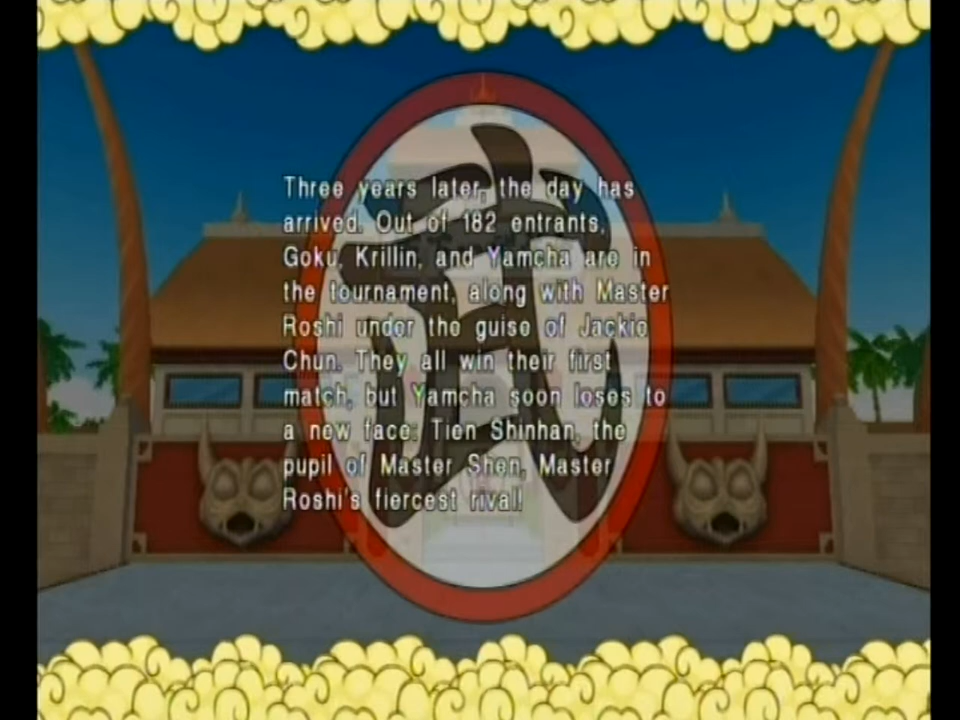 Three years later, the day has
arrived. Out of 182 entrants,
Goku, Krillin, and Yamcha are in
the tournament, along with Master
Roshi under the guise of Jackie
Chun. They all win their first
match, but Yamcha soon loses to
a new face: Tien Shinhan, the
pupil of Master Shen, Master
Roshi's fiercest rival!
武